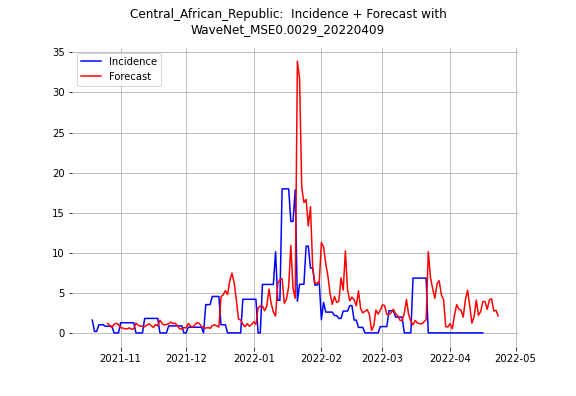 Central_African_Republic:  Incidence + Forecast with
WaveNet_MSE0.0029_20220409
Incidence
Forecast
35
30
25
20
15
10
5
0
2021-11 2021-12 2022-01 2022-02 2022-03 2022-04 2022-05